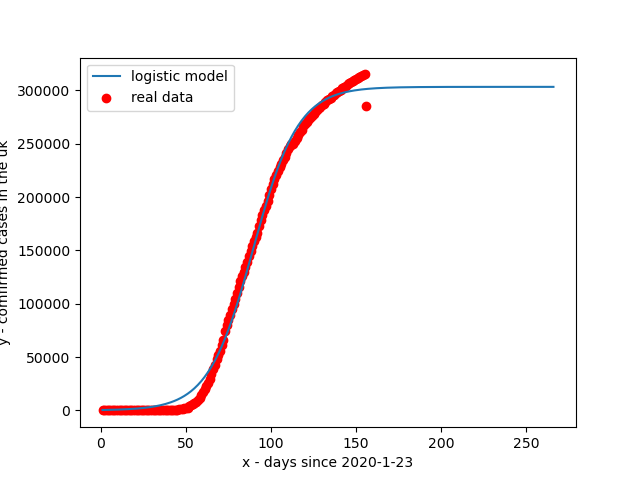 logistic model
real data
300000
250000
200000
150000
100000
50000
0
y - comfirmed cases in the uk
0 50 100 150 200 250
x - days since 2020-1-23